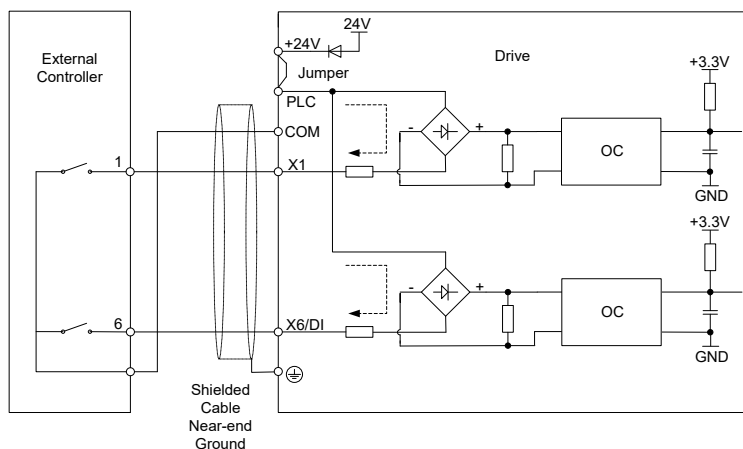 External
Controller
1
6
Shielded
Cable
Near-end
Ground
+24V
24V
Jumper
PLC
COM
X1
X6/DI
Drive
-
+
OC
+3.3V
GND
-
+
OC
+3.3V
GND